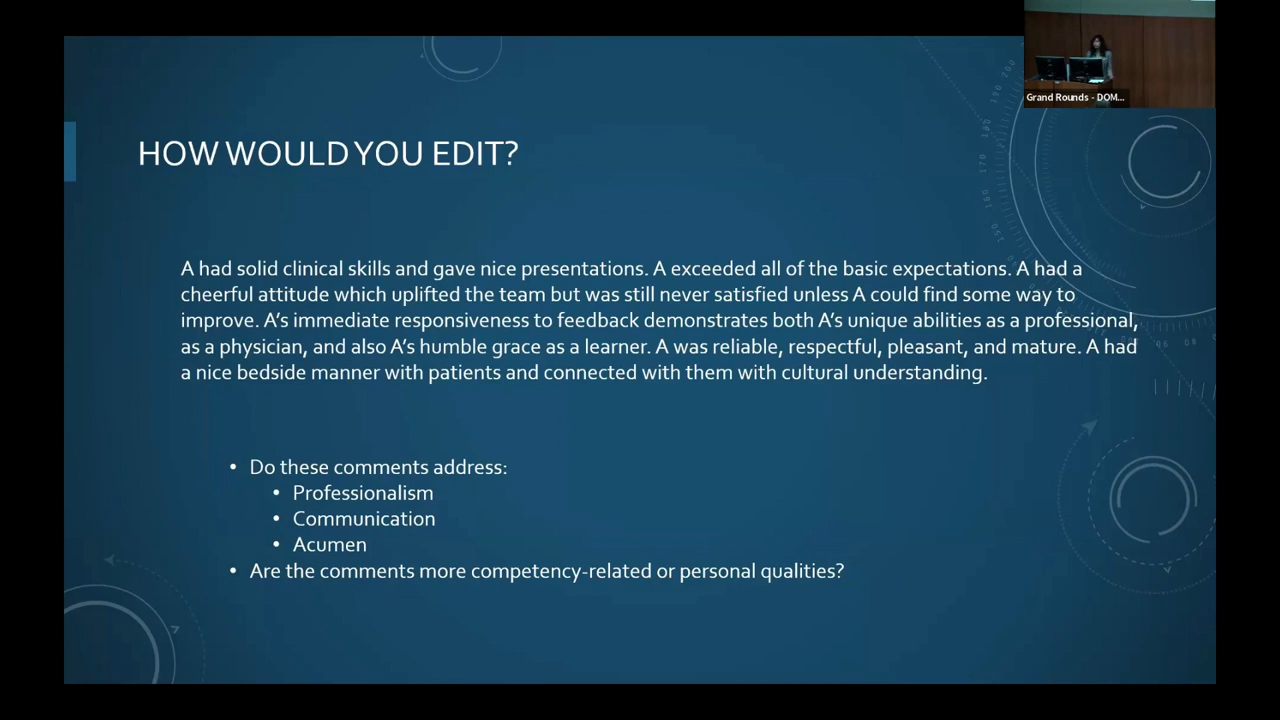 Grand Rounds - DOM...
HOW WOULD YOU EDIT?
A had solid clinical skills and gave nice presentations. A exceeded all of the basic expectations. A had a
cheerful attitude which uplifted the team but was still never satisfied unless A could find some way to
improve. A's immediate responsiveness to feedback demonstrates both A's unique abilities as a professional,
as a physician, and also A's humble grace as a learner. A was reliable, respectful, pleasant, and mature. A had
a nice bedside manner with patients and connected with them with cultural understanding.
• Do these comments address:
• Professionalism
• Communication
• Acumen
• Are the comments more competency-related or personal qualities?